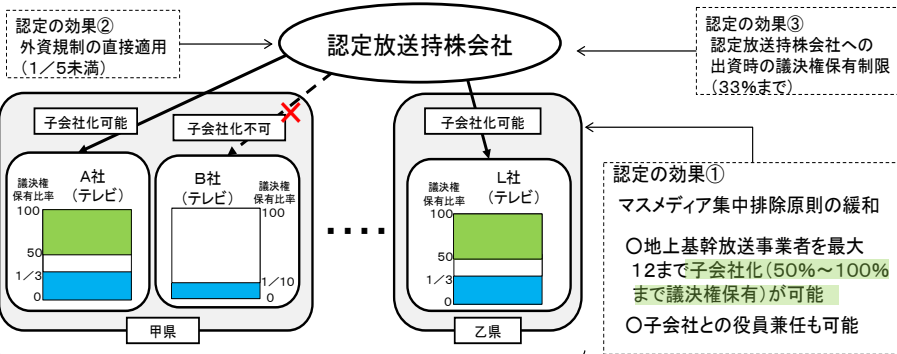 認定の効果②
外資規制の直接適用
（1／5未満）
認定放送持株会社
認定の効果③
認定放送持株会社への
出資時の議決権保有制限
（33%まで）
子会社化可能
子会社化不可
子会社化可能
A社
（テレビ）
議決権
保有比率
100
50
1／3
0
B社
（テレビ）
議決権
保有比率
100
1／10
0
‥‥
L社
（テレビ）
議決権
保有比率
100
50
1／3
0
甲県
乙県
認定の効果①
マスメディア集中排除原則の緩和
○地上基幹放送事業者を最大
12まで子会社化（50%～100%
まで議決権保有）が可能
○子会社との役員兼任も可能